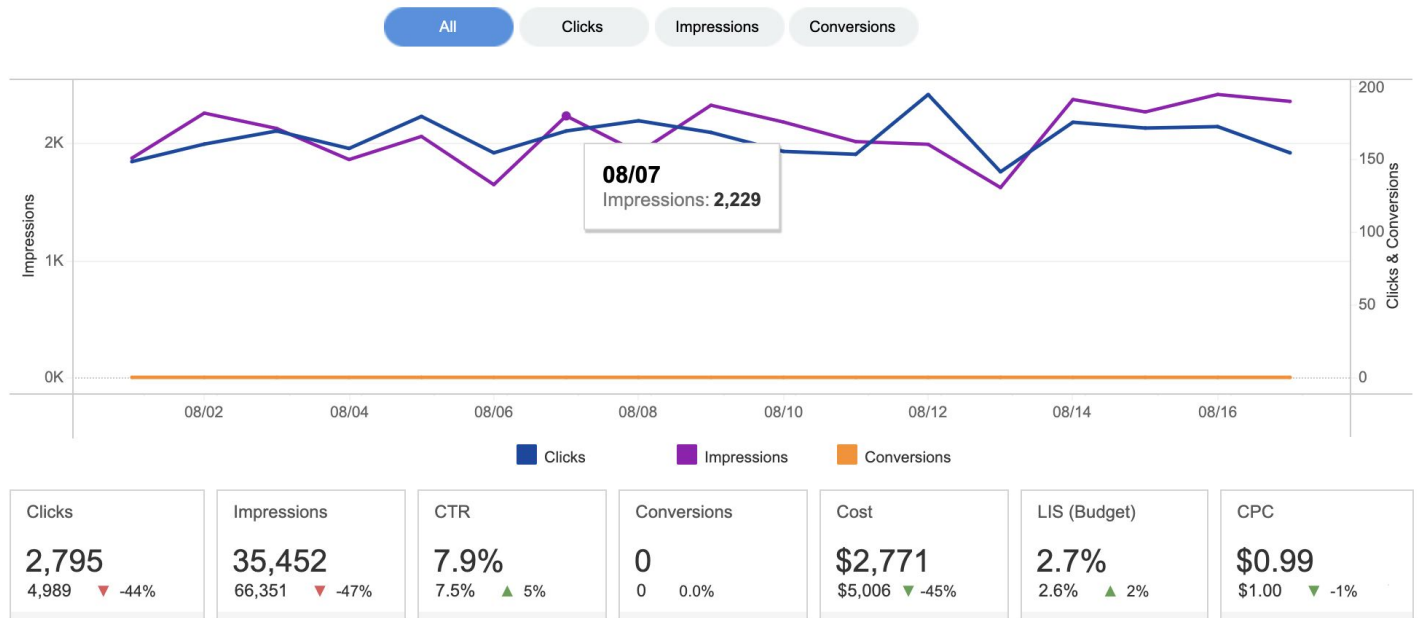 All Clicks Impressions Conversions
200
2K
150
08/07
Impressions: 2,229
Impressions
Clicks & Conversions
1K
100
50
0K
0
08/02 08/04 08/06 08/08 08/10 08/12 08/14 08/16
Clicks Impressions Conversions
Clicks Impressions CTR Conversions Cost LIS (Budget) CPC
2,795 35,452 7.9% 0 $2,771 2.7% $0.99
4,989 ▼ -44% 66,351 ▼ -47% 7.5% ▲ 5% 0 0.0% $5,006 ▼ -45% 2.6% ▲ 2% $1.00 ▼ -1%